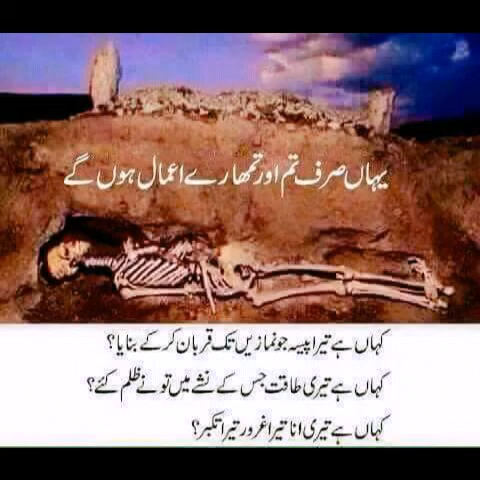 یہاں صرف تم اور تمھارے اعمال ہوں گے
کہاں ہے تیرا پیسہ جو نمازیں تک قربان کر کے بنایا؟
کہاں ہے تیری طاقت جس کے نشے میں تو نے ظلم کئے؟
کہاں ہے تیری انا تیرا غرور تیرا تکبر؟